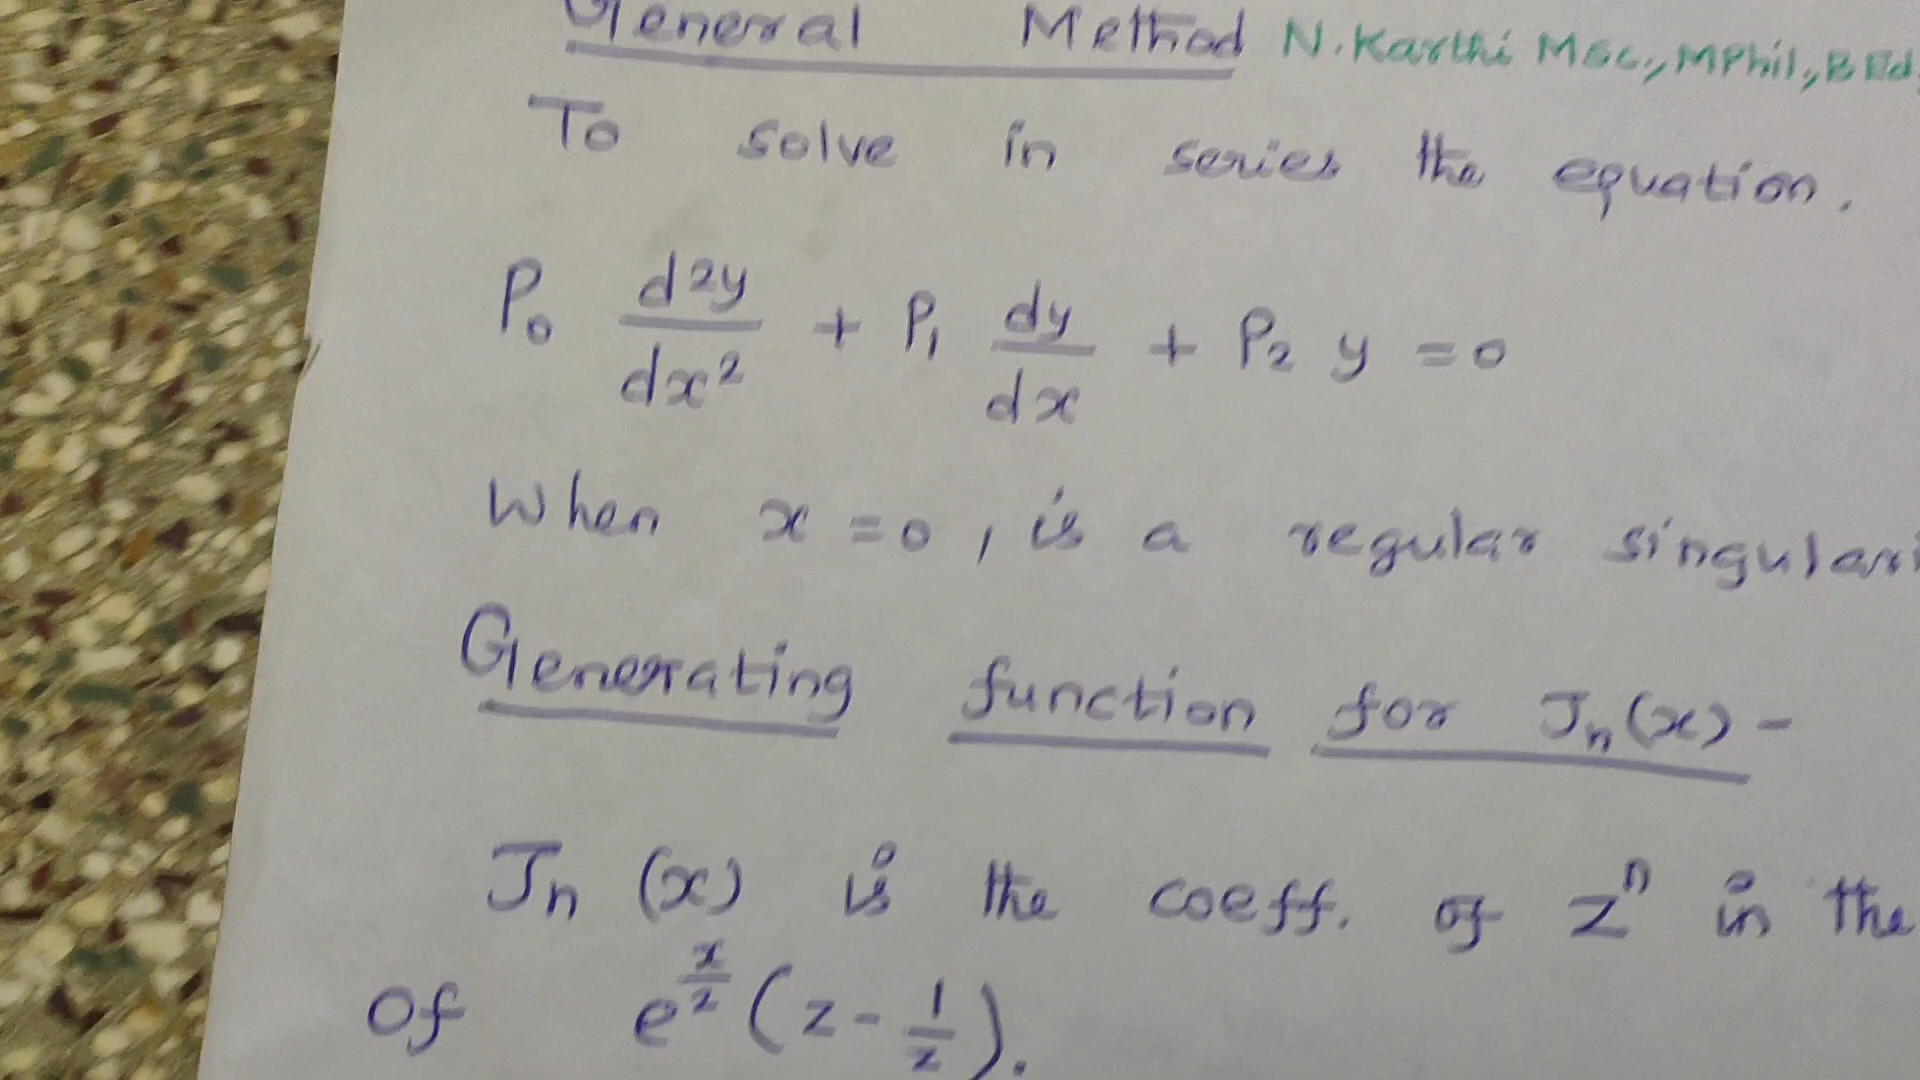 General Method N. Karthi MSc., MPhil., B Ed,
To solve in series the equation.
P₀ d²y/dx² + P₁ dy/dx + P₂ y = 0
When x = 0, is a regular singulari
Generating function for Jₙ(x) -
Jₙ (x) is the coeff. of zⁿ in the
Of e^x/2 (z - 1/z).